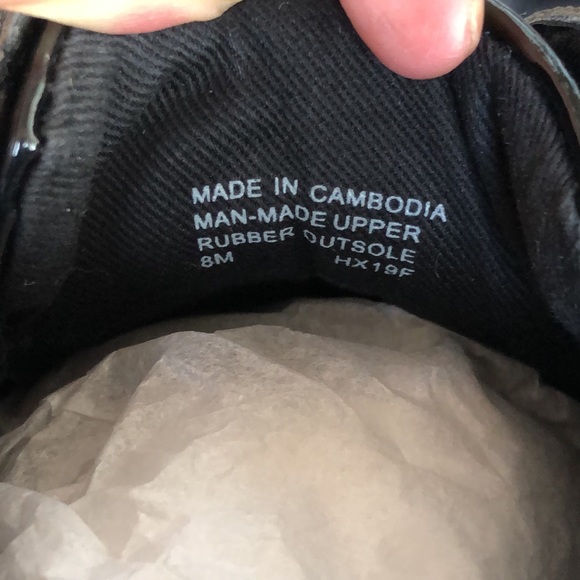 MADE IN CAMBODIA
MAN-MADE UPPER
RUBBER OUTSOLE
8M HX19F